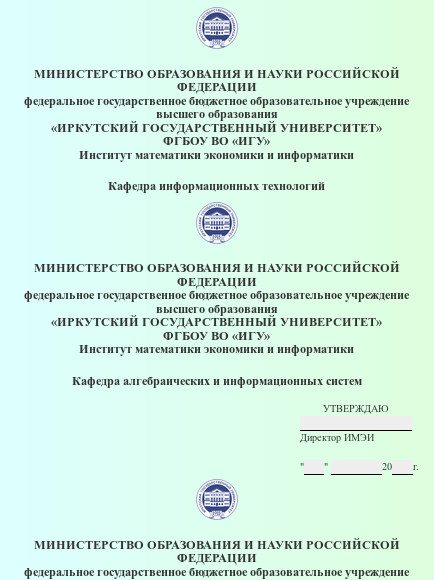 МИНИСТЕРСТВО ОБРАЗОВАНИЯ И НАУКИ РОССИЙСКОЙ
ФЕДЕРАЦИИ
федеральное государственное бюджетное образовательное учреждение
высшего образования
«ИРКУТСКИЙ ГОСУДАРСТВЕННЫЙ УНИВЕРСИТЕТ»
ФГБОУ ВО «ИГУ»
Институт математики экономики и информатики
Кафедра информационных технологий
МИНИСТЕРСТВО ОБРАЗОВАНИЯ И НАУКИ РОССИЙСКОЙ
ФЕДЕРАЦИИ
федеральное государственное бюджетное образовательное учреждение
высшего образования
«ИРКУТСКИЙ ГОСУДАРСТВЕННЫЙ УНИВЕРСИТЕТ»
ФГБОУ ВО «ИГУ»
Институт математики экономики и информатики
Кафедра алгебраических и информационных систем
УТВЕРЖДАЮ
Директор ИМЭИ
"___" ________20___г.
МИНИСТЕРСТВО ОБРАЗОВАНИЯ И НАУКИ РОССИЙСКОЙ
ФЕДЕРАЦИИ
федеральное государственное бюджетное образовательное учреждение